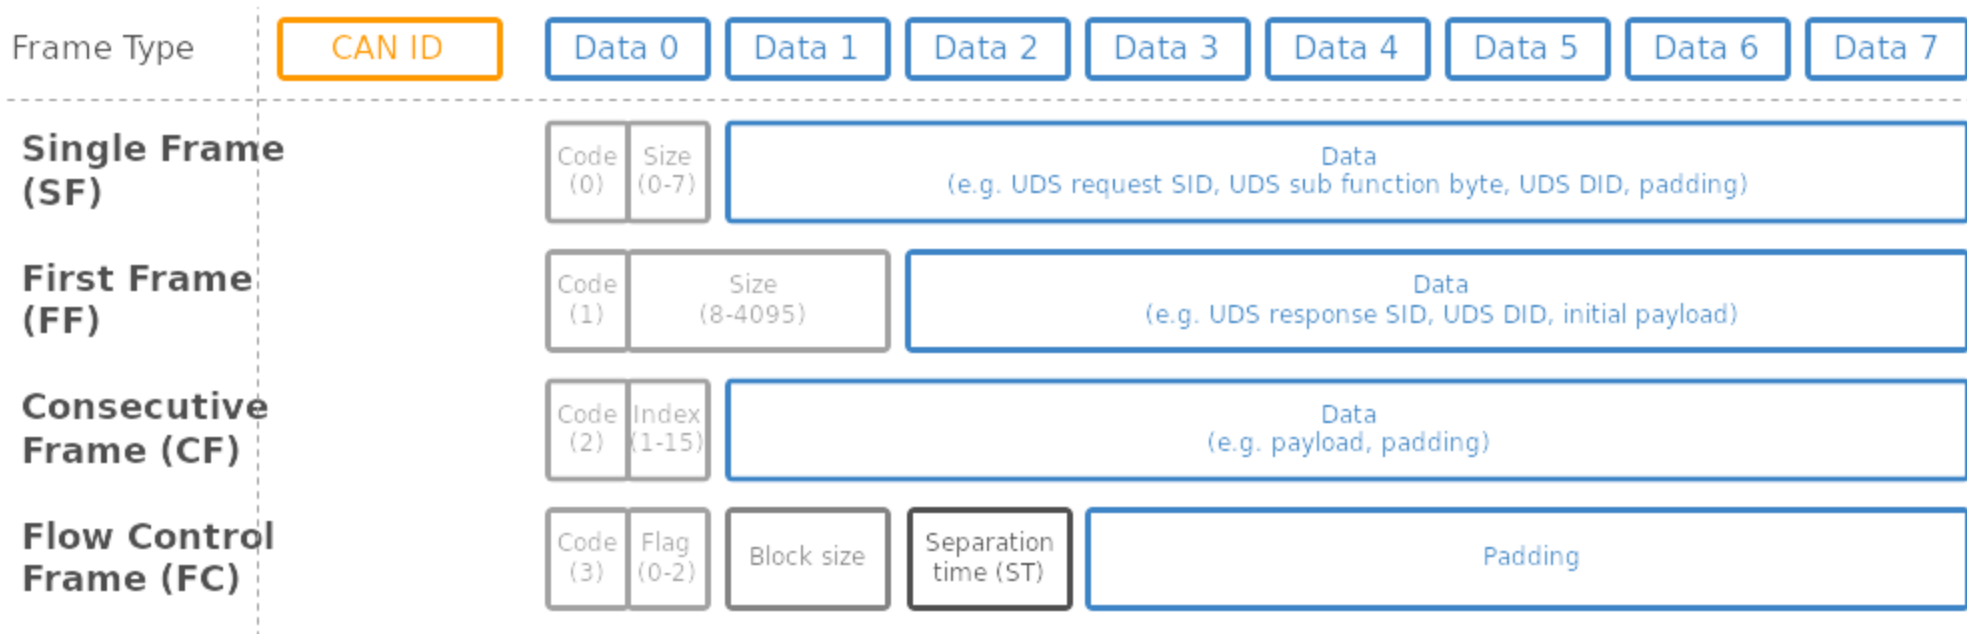 Frame Type
CAN ID
Data 0
Data 1
Data 2
Data 3
Data 4
Data 5
Data 6
Data 7
Single Frame
(SF)
Code
(0)
Size
(0-7)
Data
(e.g. UDS request SID, UDS sub function byte, UDS DID, padding)
First Frame
(FF)
Code
(1)
Size
(8-4095)
Data
(e.g. UDS response SID, UDS DID, initial payload)
Consecutive
Frame (CF)
Code
(2)
Index
(1-15)
Data
(e.g. payload, padding)
Flow Control
Frame (FC)
Code
(3)
Flag
(0-2)
Block size
Separation
time (ST)
Padding